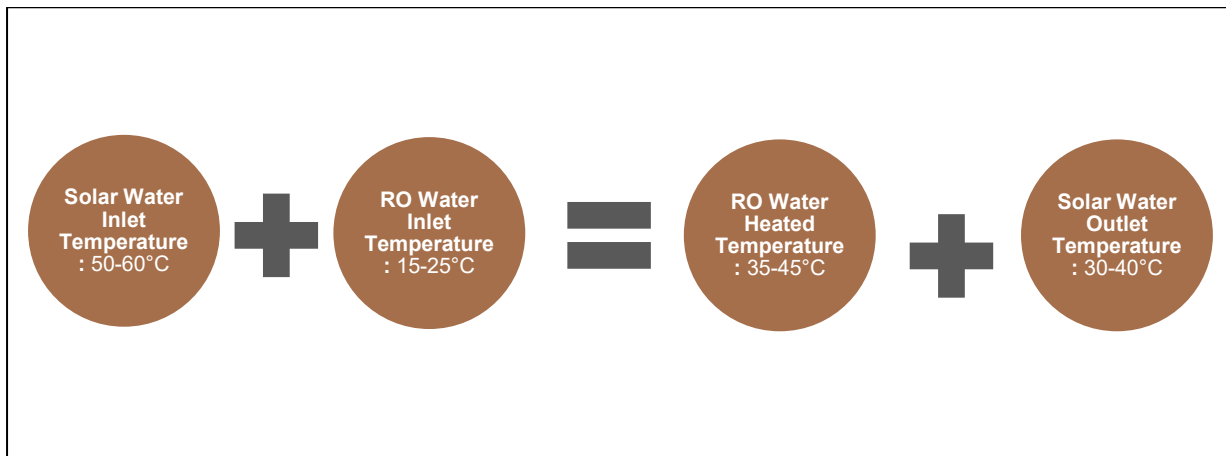 Solar Water
Inlet
Temperature
: 50-60°C
RO Water
Inlet
Temperature
: 15-25°C
RO Water
Heated
Temperature
: 35-45°C
Solar Water
Outlet
Temperature
: 30-40°C